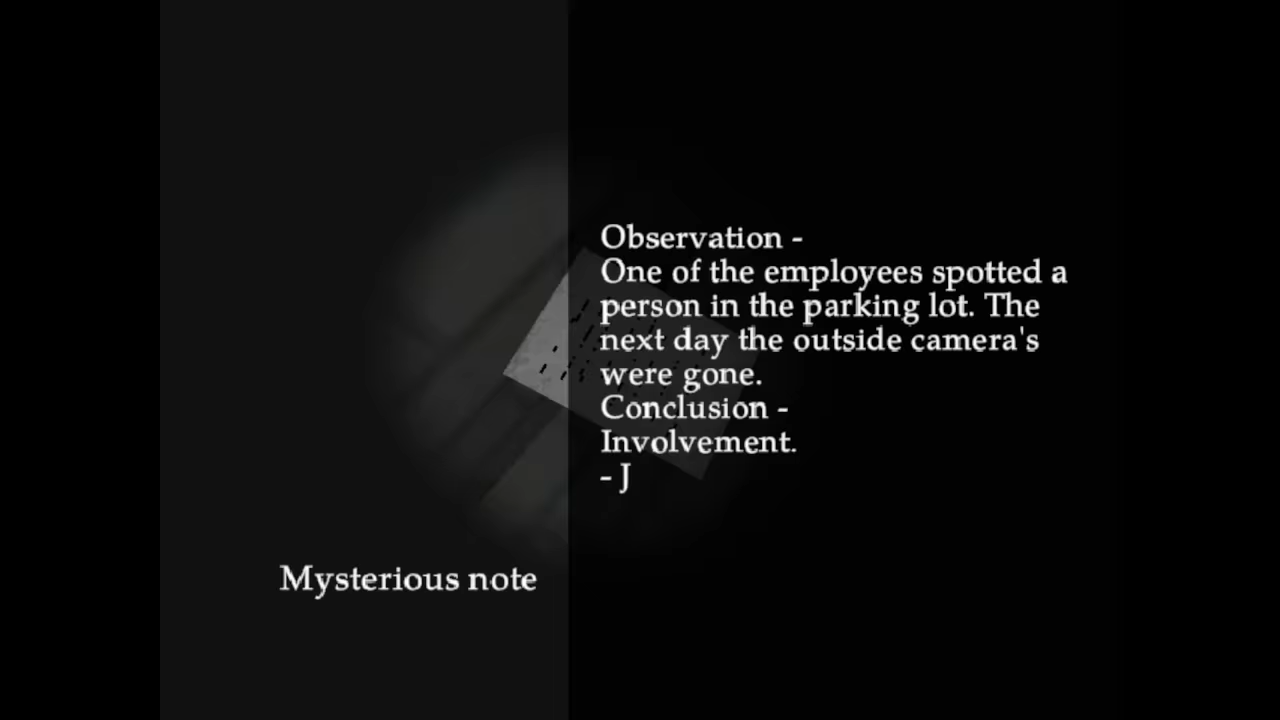 Observation -
One of the employees spotted a
person in the parking lot. The
next day the outside camera's
were gone.
Conclusion -
Involvement.
- J
Mysterious note